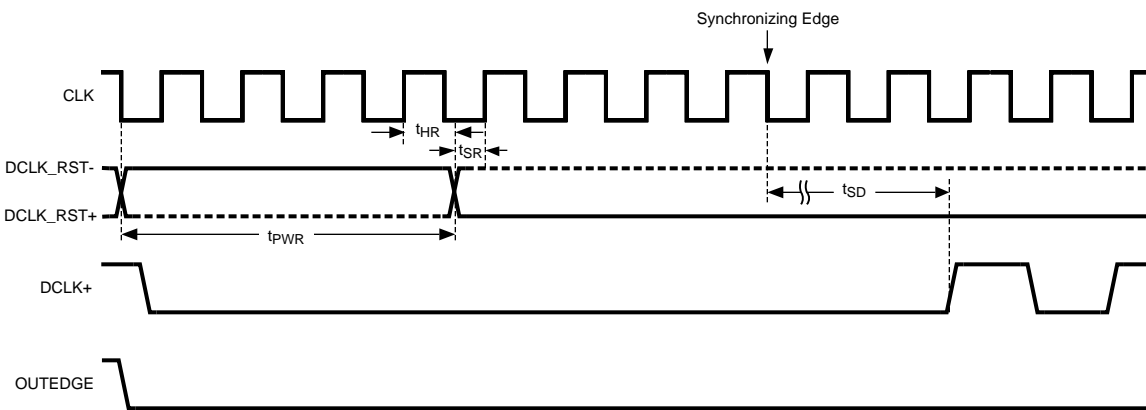 Synchronizing Edge
CLK
tHR
tSR
DCLK_RST-
DCLK_RST+
tSD
tPWR
DCLK+
OUTEDGE